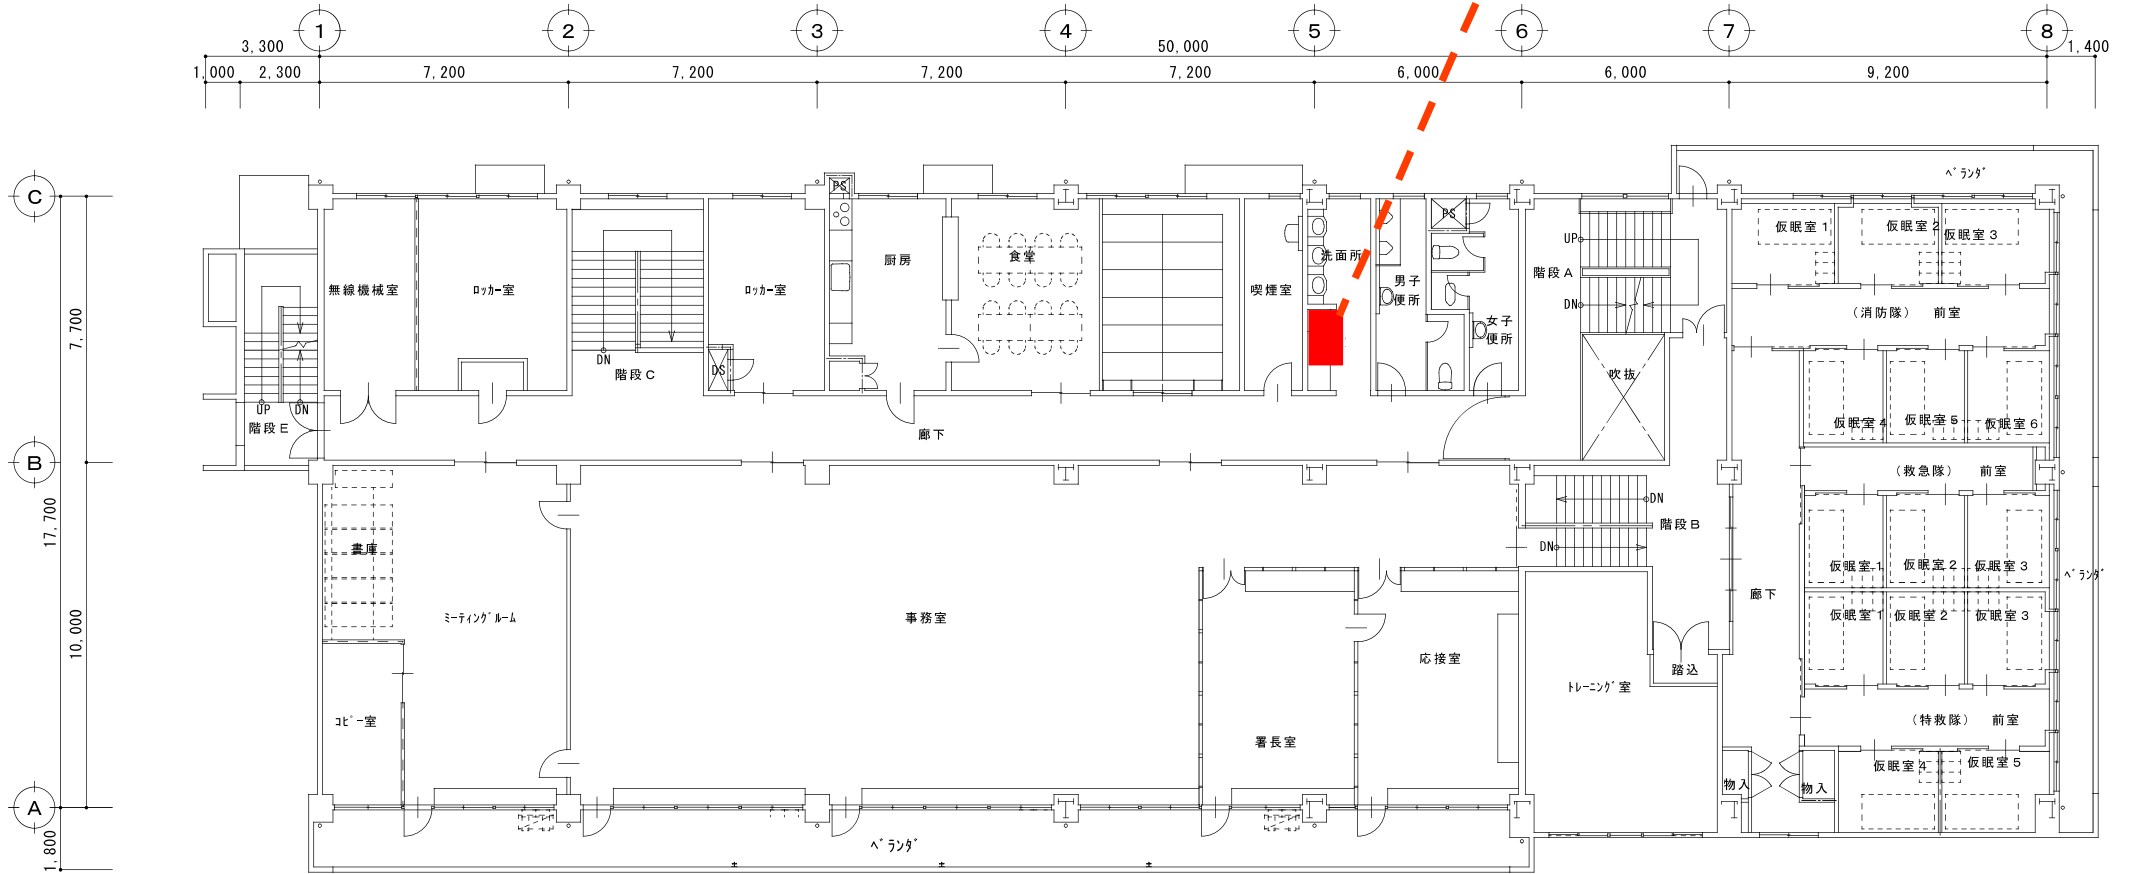 1 2 3 4 5 6 7 8
3,300 50,000 1,400
1,000 2,300 7,200 7,200 7,200 7,200 6,000 6,000 9,200
C
B
A
7,700
17,700
10,000
1,800
ベランダ
PS
PS
仮眠室1
仮眠室2
仮眠室3
UP
階段A
DN
洗面所
厨房
食堂
無線機械室
ロッカー室
ロッカー室
喫煙室
男子
便所
女子
便所
(消防隊) 前室
DN
階段C
DS
吹抜
UP
DN
階段E
廊下
仮眠室4
仮眠室5
仮眠室6
(救急隊) 前室
DN
階段B
DN
書庫
仮眠室1
仮眠室2
仮眠室3
ベランダ
廊下
ミーティングルーム
事務室
仮眠室1
仮眠室2
仮眠室3
応接室
踏込
トレーニング室
コピー室
署長室
(特救隊) 前室
仮眠室4
仮眠室5
物入
物入
ベランダ